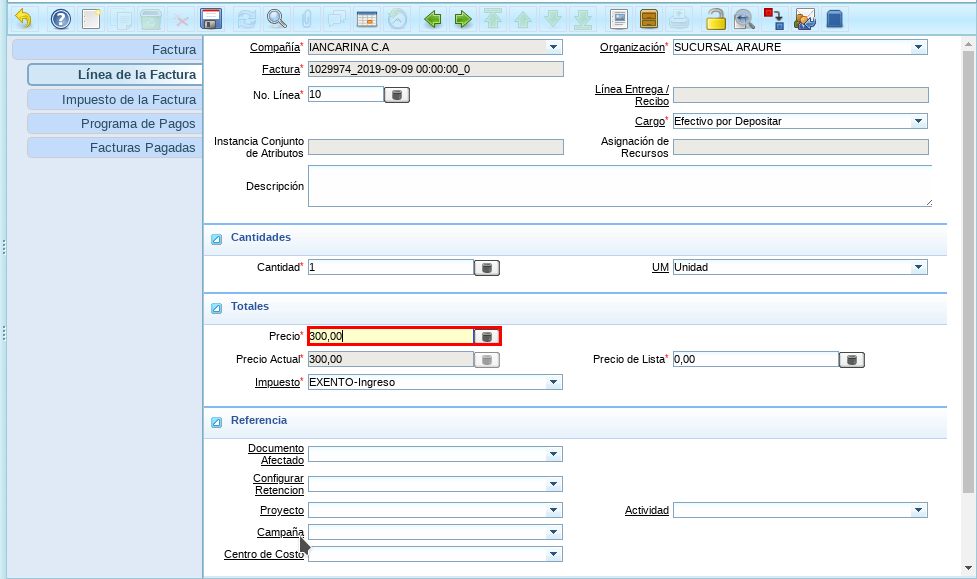 Factura
Línea de la Factura
Impuesto de la Factura
Programa de Pagos
Facturas Pagadas
Compañía* IANCARINA C.A Organización* SUCURSAL ARAURE
Factura* 1029974_2019-09-09 00:00:00_0
No. Línea* 10 Línea Entrega /
Recibo
Cargo* Efectivo por Depositar
Instancia Conjunto
de Atributos
Asignación de
Recursos
Descripción
Cantidades
Cantidad* 1 UM Unidad
Totales
Precio* 300,00
Precio Actual* 300,00 Precio de Lista* 0,00
Impuesto* EXENTO-Ingreso
Referencia
Documento
Afectado
Configurar
Retencion
Proyecto Actividad
Campaña
Centro de Costo